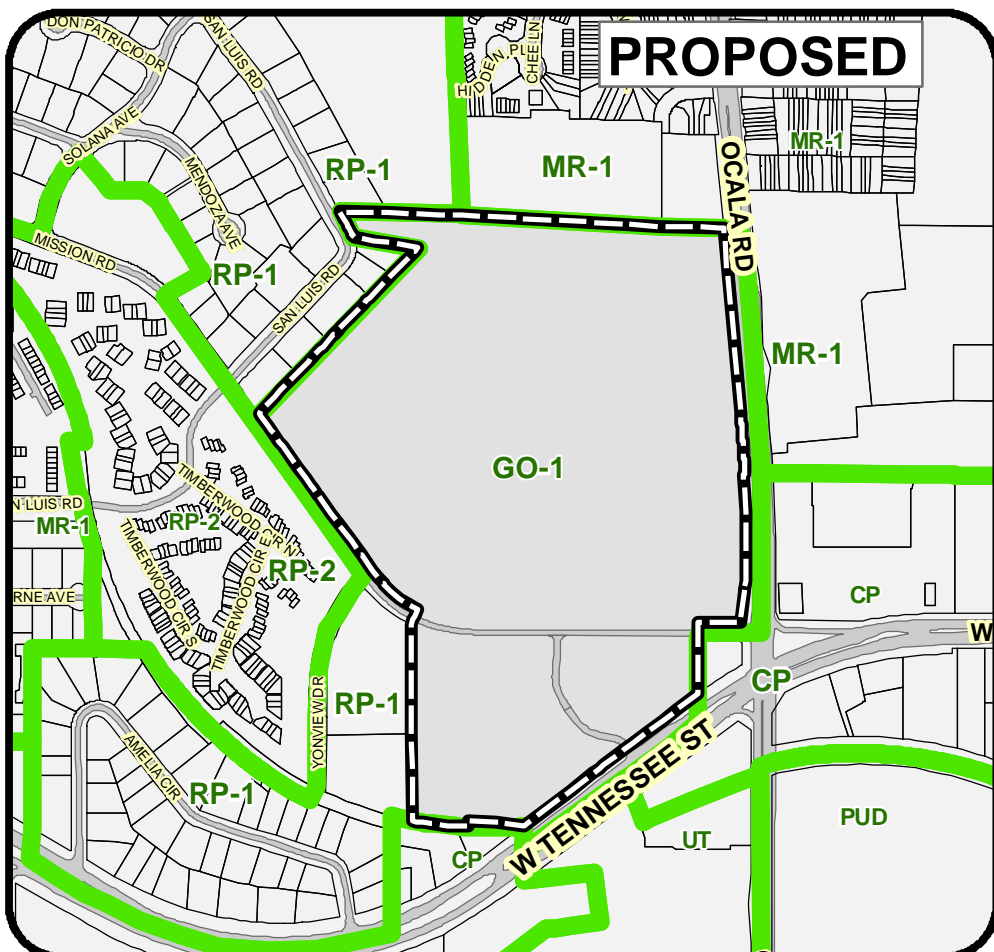 DON PATRICIO DR
SAN LUIS RD
HIDDEN PL
CHEE LN
PROPOSED
SOLANA AVE
MENDOZA AVE
RP-1
MR-1
MR-1
OCALA RD
MISSION RD
RP-1
SAN LUIS RD
MR-1
GO-1
N LUIS RD
MR-1
RP-2
TIMBERWOOD CIR N
TIMBERWOOD CIR S
TIMBERWOOD CIR E
RP-2
RNE AVE
CP
W
YONVIEW DR
RP-1
CP
AMELIA CIR
RP-1
W TENNESSEE ST
CP
UT
PUD